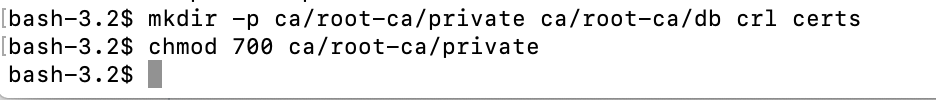 [bash-3.2$ mkdir -p ca/root-ca/private ca/root-ca/db crl certs
[bash-3.2$ chmod 700 ca/root-ca/private
bash-3.2$